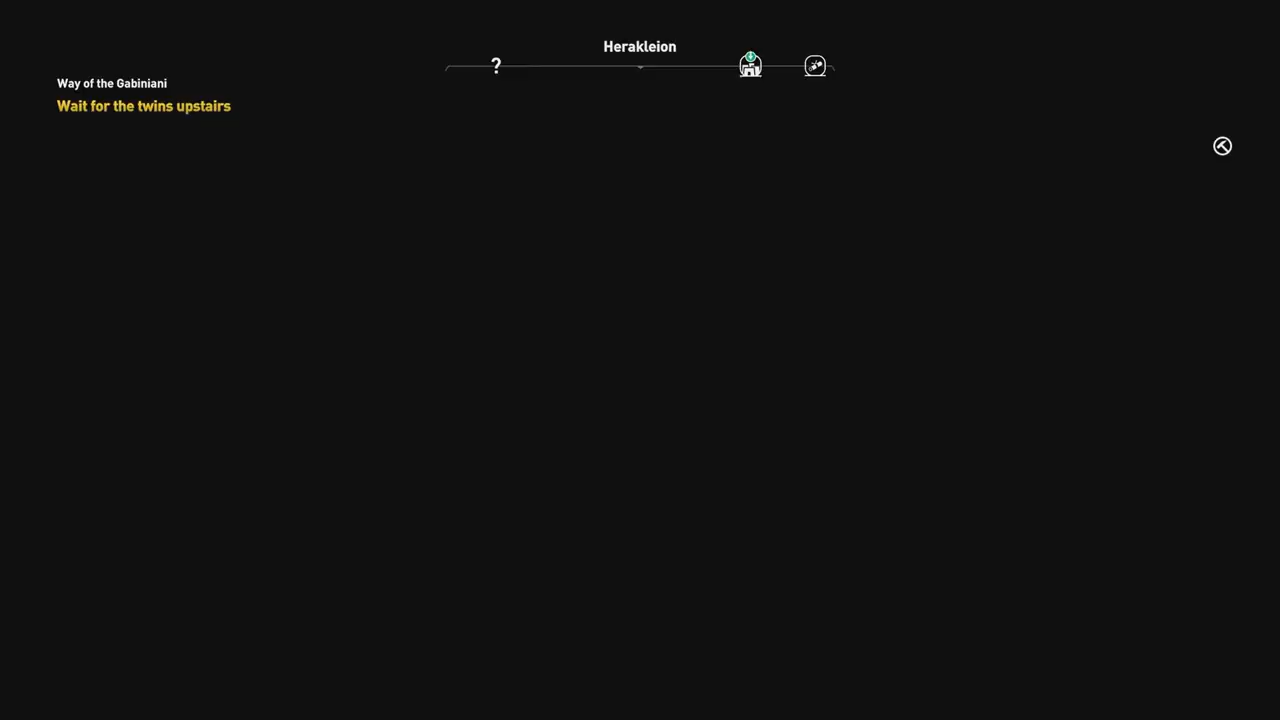 Herakleion
?
Way of the Gabiniani
Wait for the twins upstairs